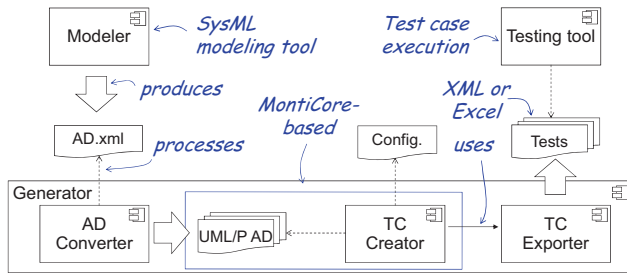 Modeler
SysML
modeling tool
Test case
execution
Testing tool
produces
MontiCore-
based
XML or
Excel
AD.xml
processes
Config.
uses
Tests
Generator
AD
Converter
UML/P AD
TC
Creator
TC
Exporter